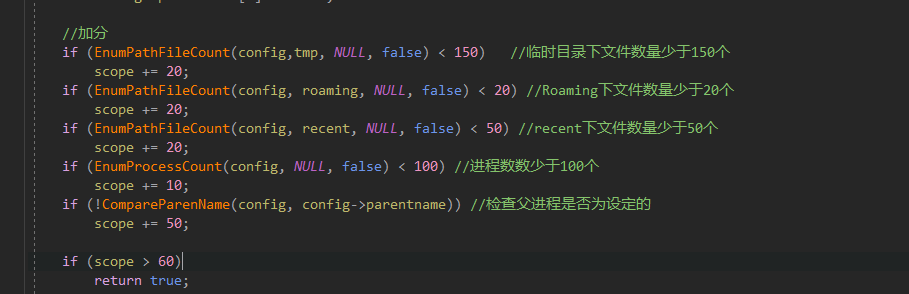 //加分
if (EnumPathFileCount(config,tmp, NULL, false) < 150)   //临时目录下文件数量少于150个
    scope += 20;
if (EnumPathFileCount(config, roaming, NULL, false) < 20) //Roaming下文件数量少于20个
    scope += 20;
if (EnumPathFileCount(config, recent, NULL, false) < 50) //recent下文件数量少于50个
    scope += 20;
if (EnumProcessCount(config, NULL, false) < 100) //进程数数少于100个
    scope += 10;
if (!CompareParenName(config, config->parentname)) //检查父进程是否为设定的
    scope += 50;
if (scope > 60)
    return true;